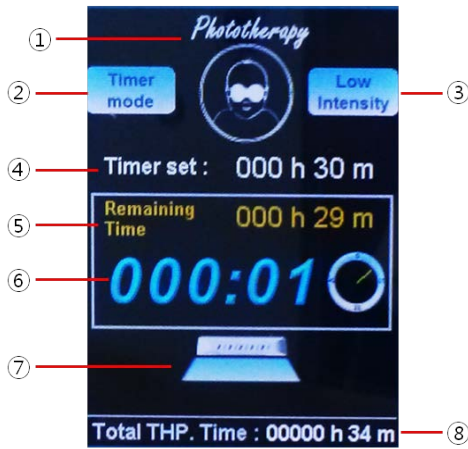 ① Phototherapy
② Timer mode
Low Intensity ③
④ Timer set : 000 h 30 m
⑤ Remaining Time 000 h 29 m
⑥ 000:01
⑦
Total THP. Time : 00000 h 34 m ⑧